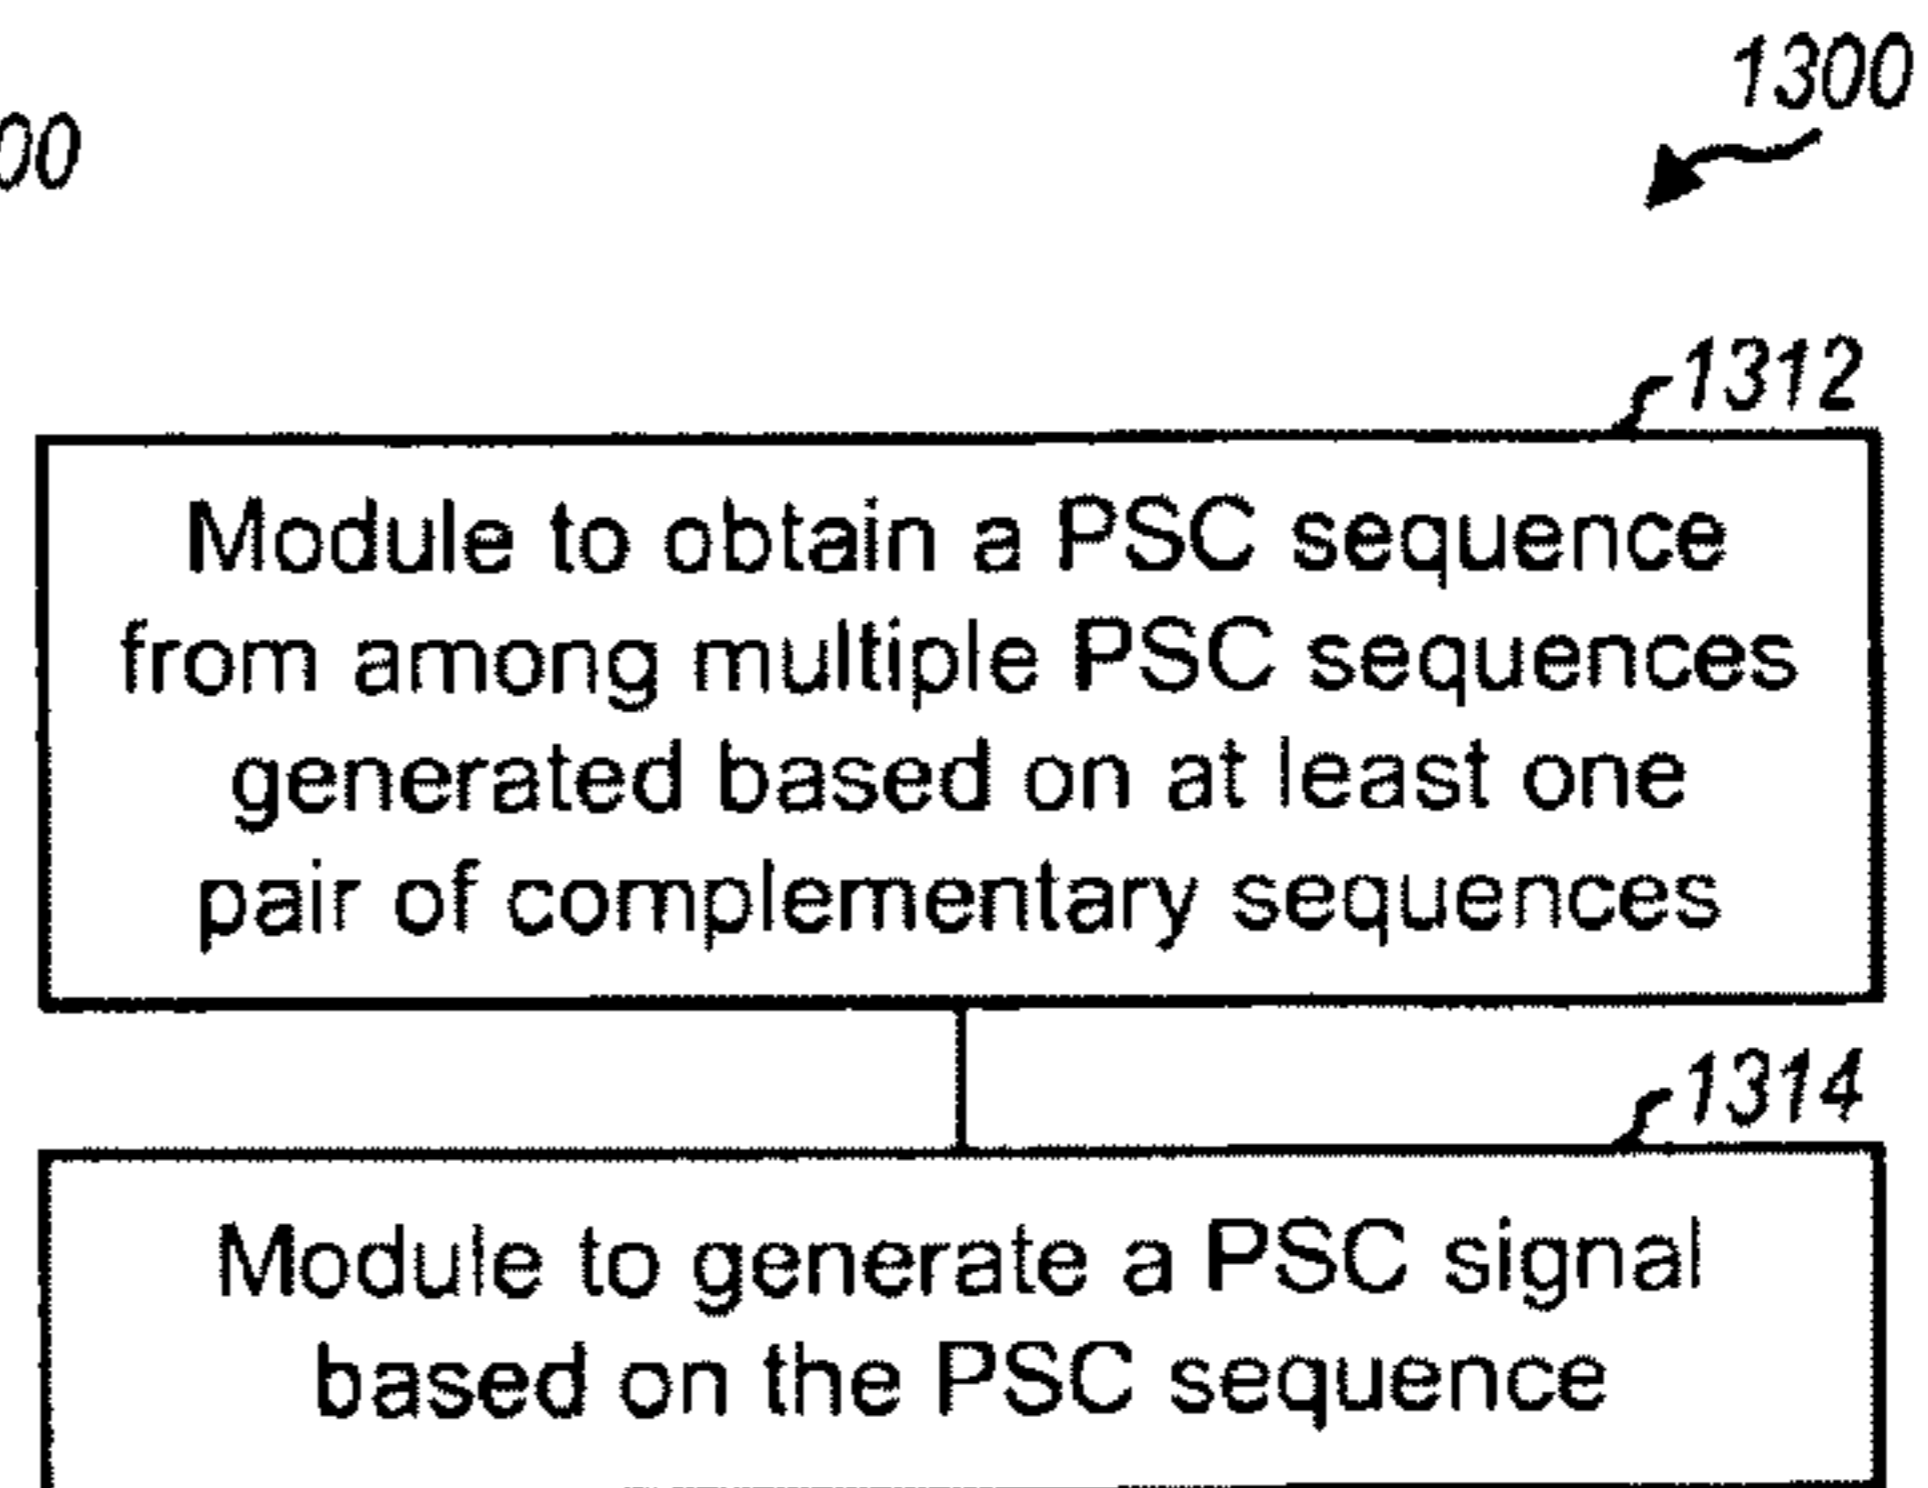 1300
00
1312
Module to obtain a PSC sequence
from among multiple PSC sequences
generated based on at least one
pair of complementary sequences
1314
Module to generate a PSC signal
based on the PSC sequence